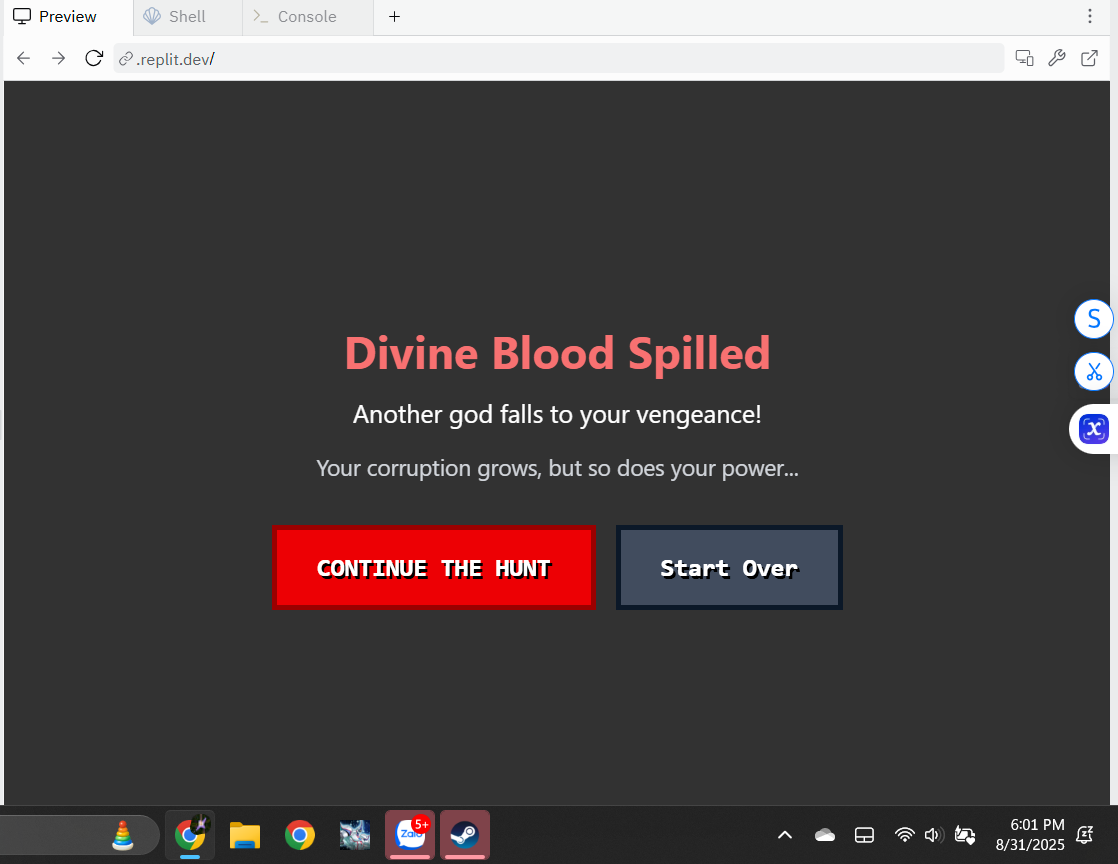 Preview
Shell
Console
.replit.dev/
Divine Blood Spilled
Another god falls to your vengeance!
Your corruption grows, but so does your power...
CONTINUE THE HUNT
Start Over
S
X
5+
Zalo
6:01 PM
8/31/2025